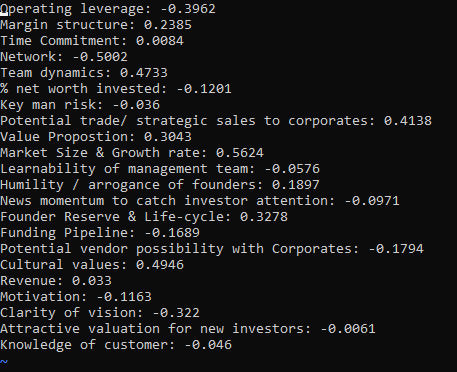 Operating leverage: -0.3962
Margin structure: 0.2385
Time Commitment: 0.0084
Network: -0.5002
Team dynamics: 0.4733
% net worth invested: -0.1201
Key man risk: -0.036
Potential trade/ strategic sales to corporates: 0.4138
Value Propostion: 0.3043
Market Size & Growth rate: 0.5624
Learnability of management team: -0.0576
Humility / arrogance of founders: 0.1897
News momentum to catch investor attention: -0.0971
Founder Reserve & Life-cycle: 0.3278
Funding Pipeline: -0.1689
Potential vendor possibility with Corporates: -0.1794
Cultural values: 0.4946
Revenue: 0.033
Motivation: -0.1163
Clarity of vision: -0.322
Attractive valuation for new investors: -0.0061
Knowledge of customer: -0.046
~